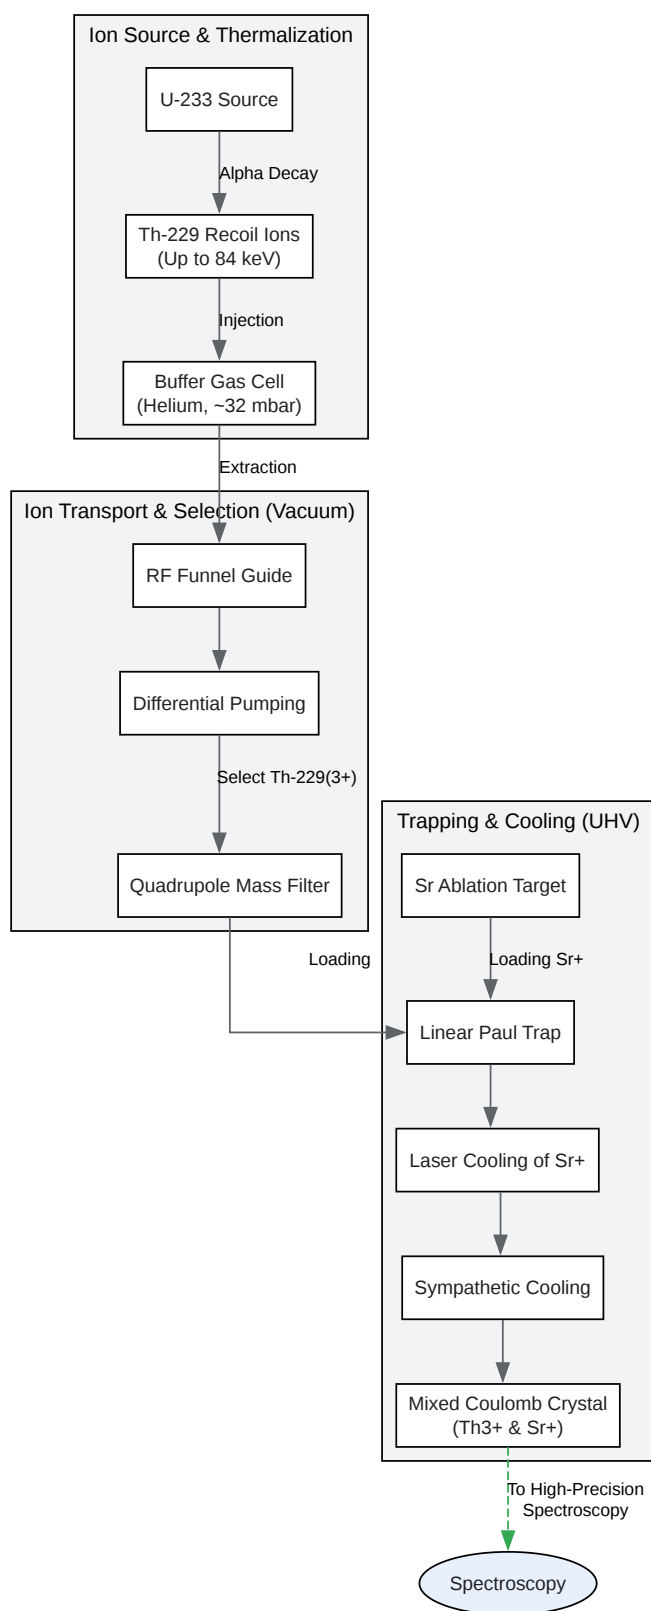 Ion Source & Thermalization
U-233 Source
Alpha Decay
Th-229 Recoil Ions
(Up to 84 keV)
Injection
Buffer Gas Cell
(Helium, ~32 mbar)
Extraction
Ion Transport & Selection (Vacuum)
RF Funnel Guide
Differential Pumping
Select Th-229(3+)
Quadrupole Mass Filter
Loading
Trapping & Cooling (UHV)
Sr Ablation Target
Loading Sr+
Linear Paul Trap
Laser Cooling of Sr+
Sympathetic Cooling
Mixed Coulomb Crystal
(Th3+ & Sr+)
To High-Precision
Spectroscopy
Spectroscopy